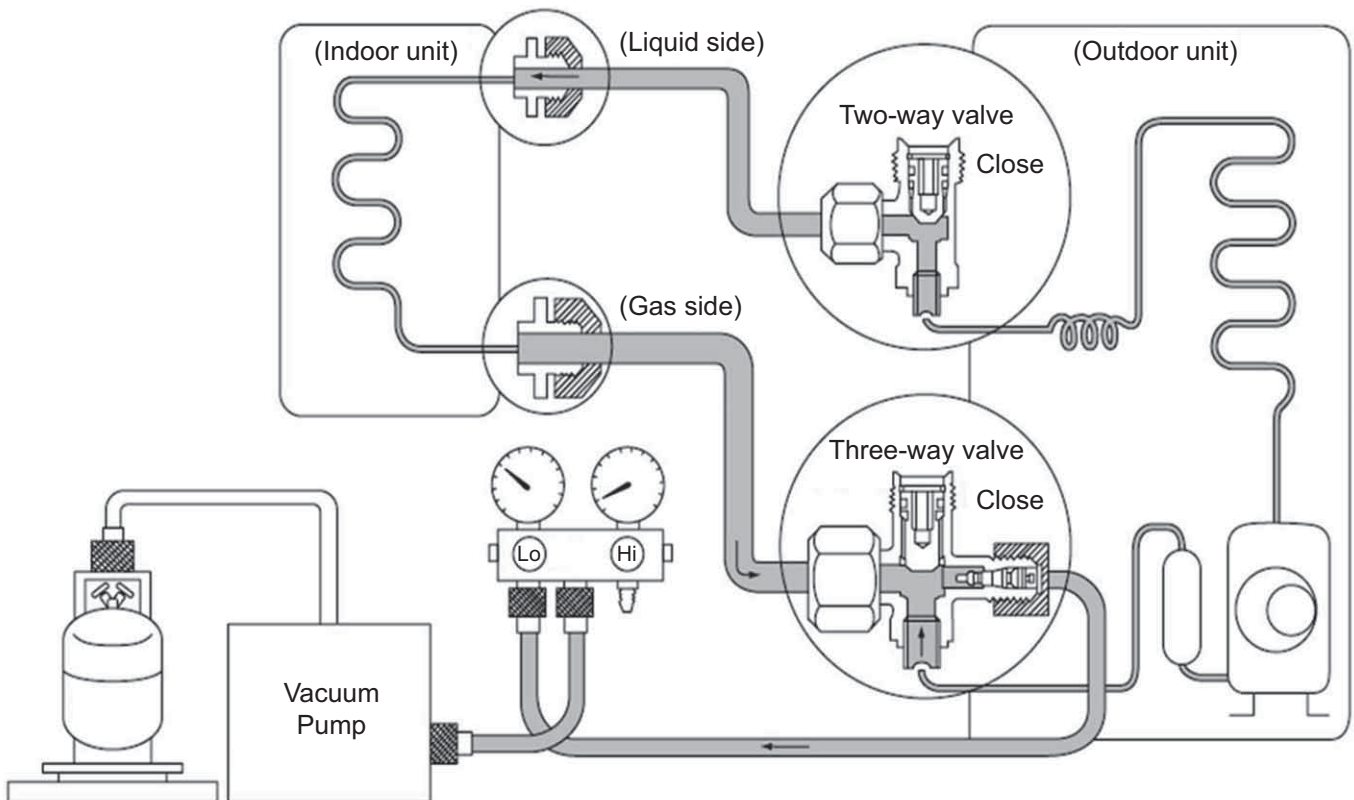 (Indoor unit)
(Liquid side)
(Outdoor unit)
Two-way valve
Close
(Gas side)
Three-way valve
Close
Lo
Hi
Vacuum
Pump